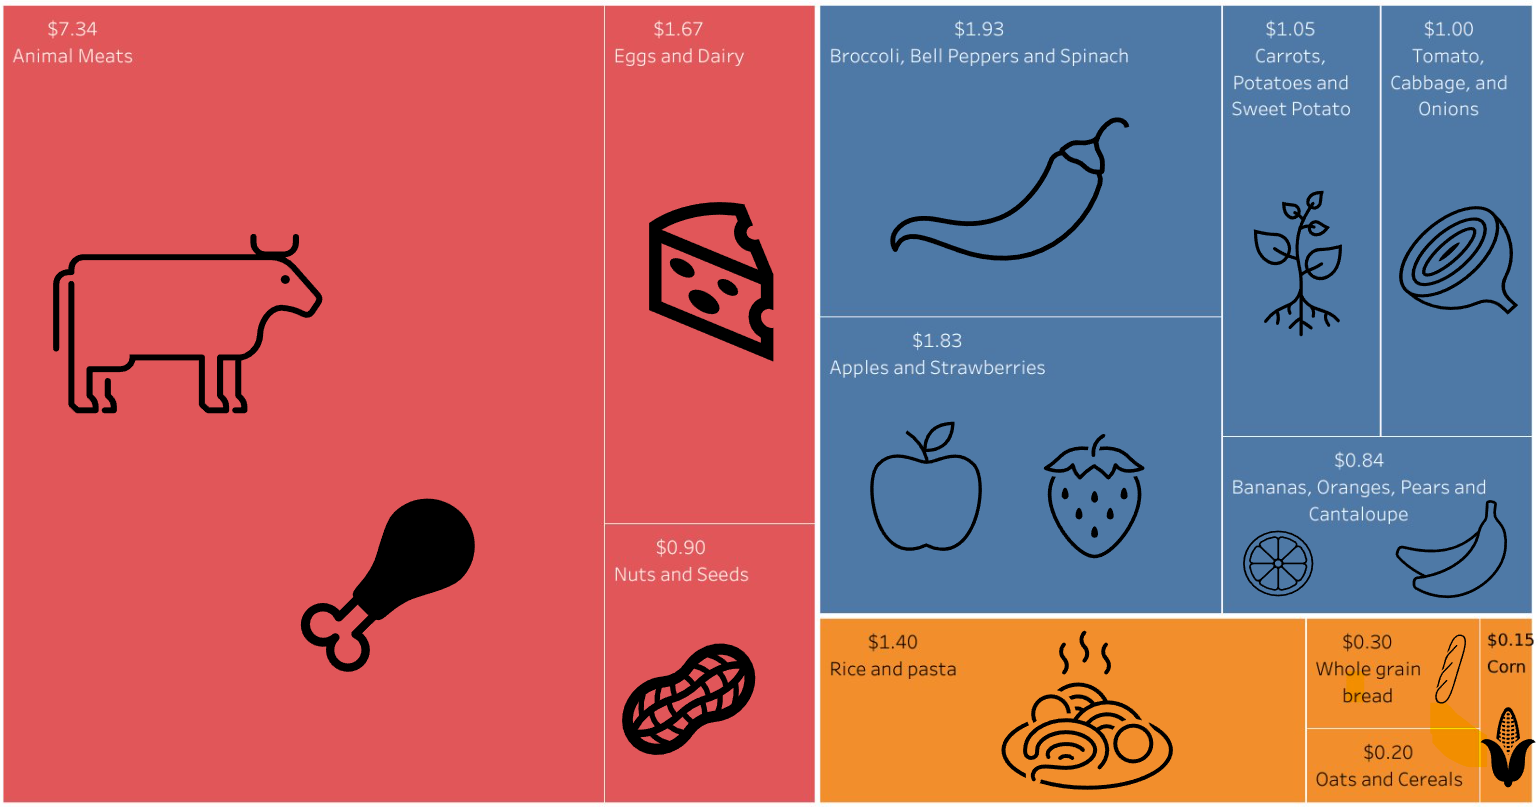 $7.34
Animal Meats
$1.67
Eggs and Dairy
$0.90
Nuts and Seeds
$1.93
Broccoli, Bell Peppers and Spinach
$1.83
Apples and Strawberries
$1.05
Carrots,
Potatoes and
Sweet Potato
$1.00
Tomato,
Cabbage, and
Onions
$0.84
Bananas, Oranges, Pears and
Cantaloupe
$1.40
Rice and pasta
$0.30
Whole grain
bread
$0.20
Oats and Cereals
$0.15
Corn